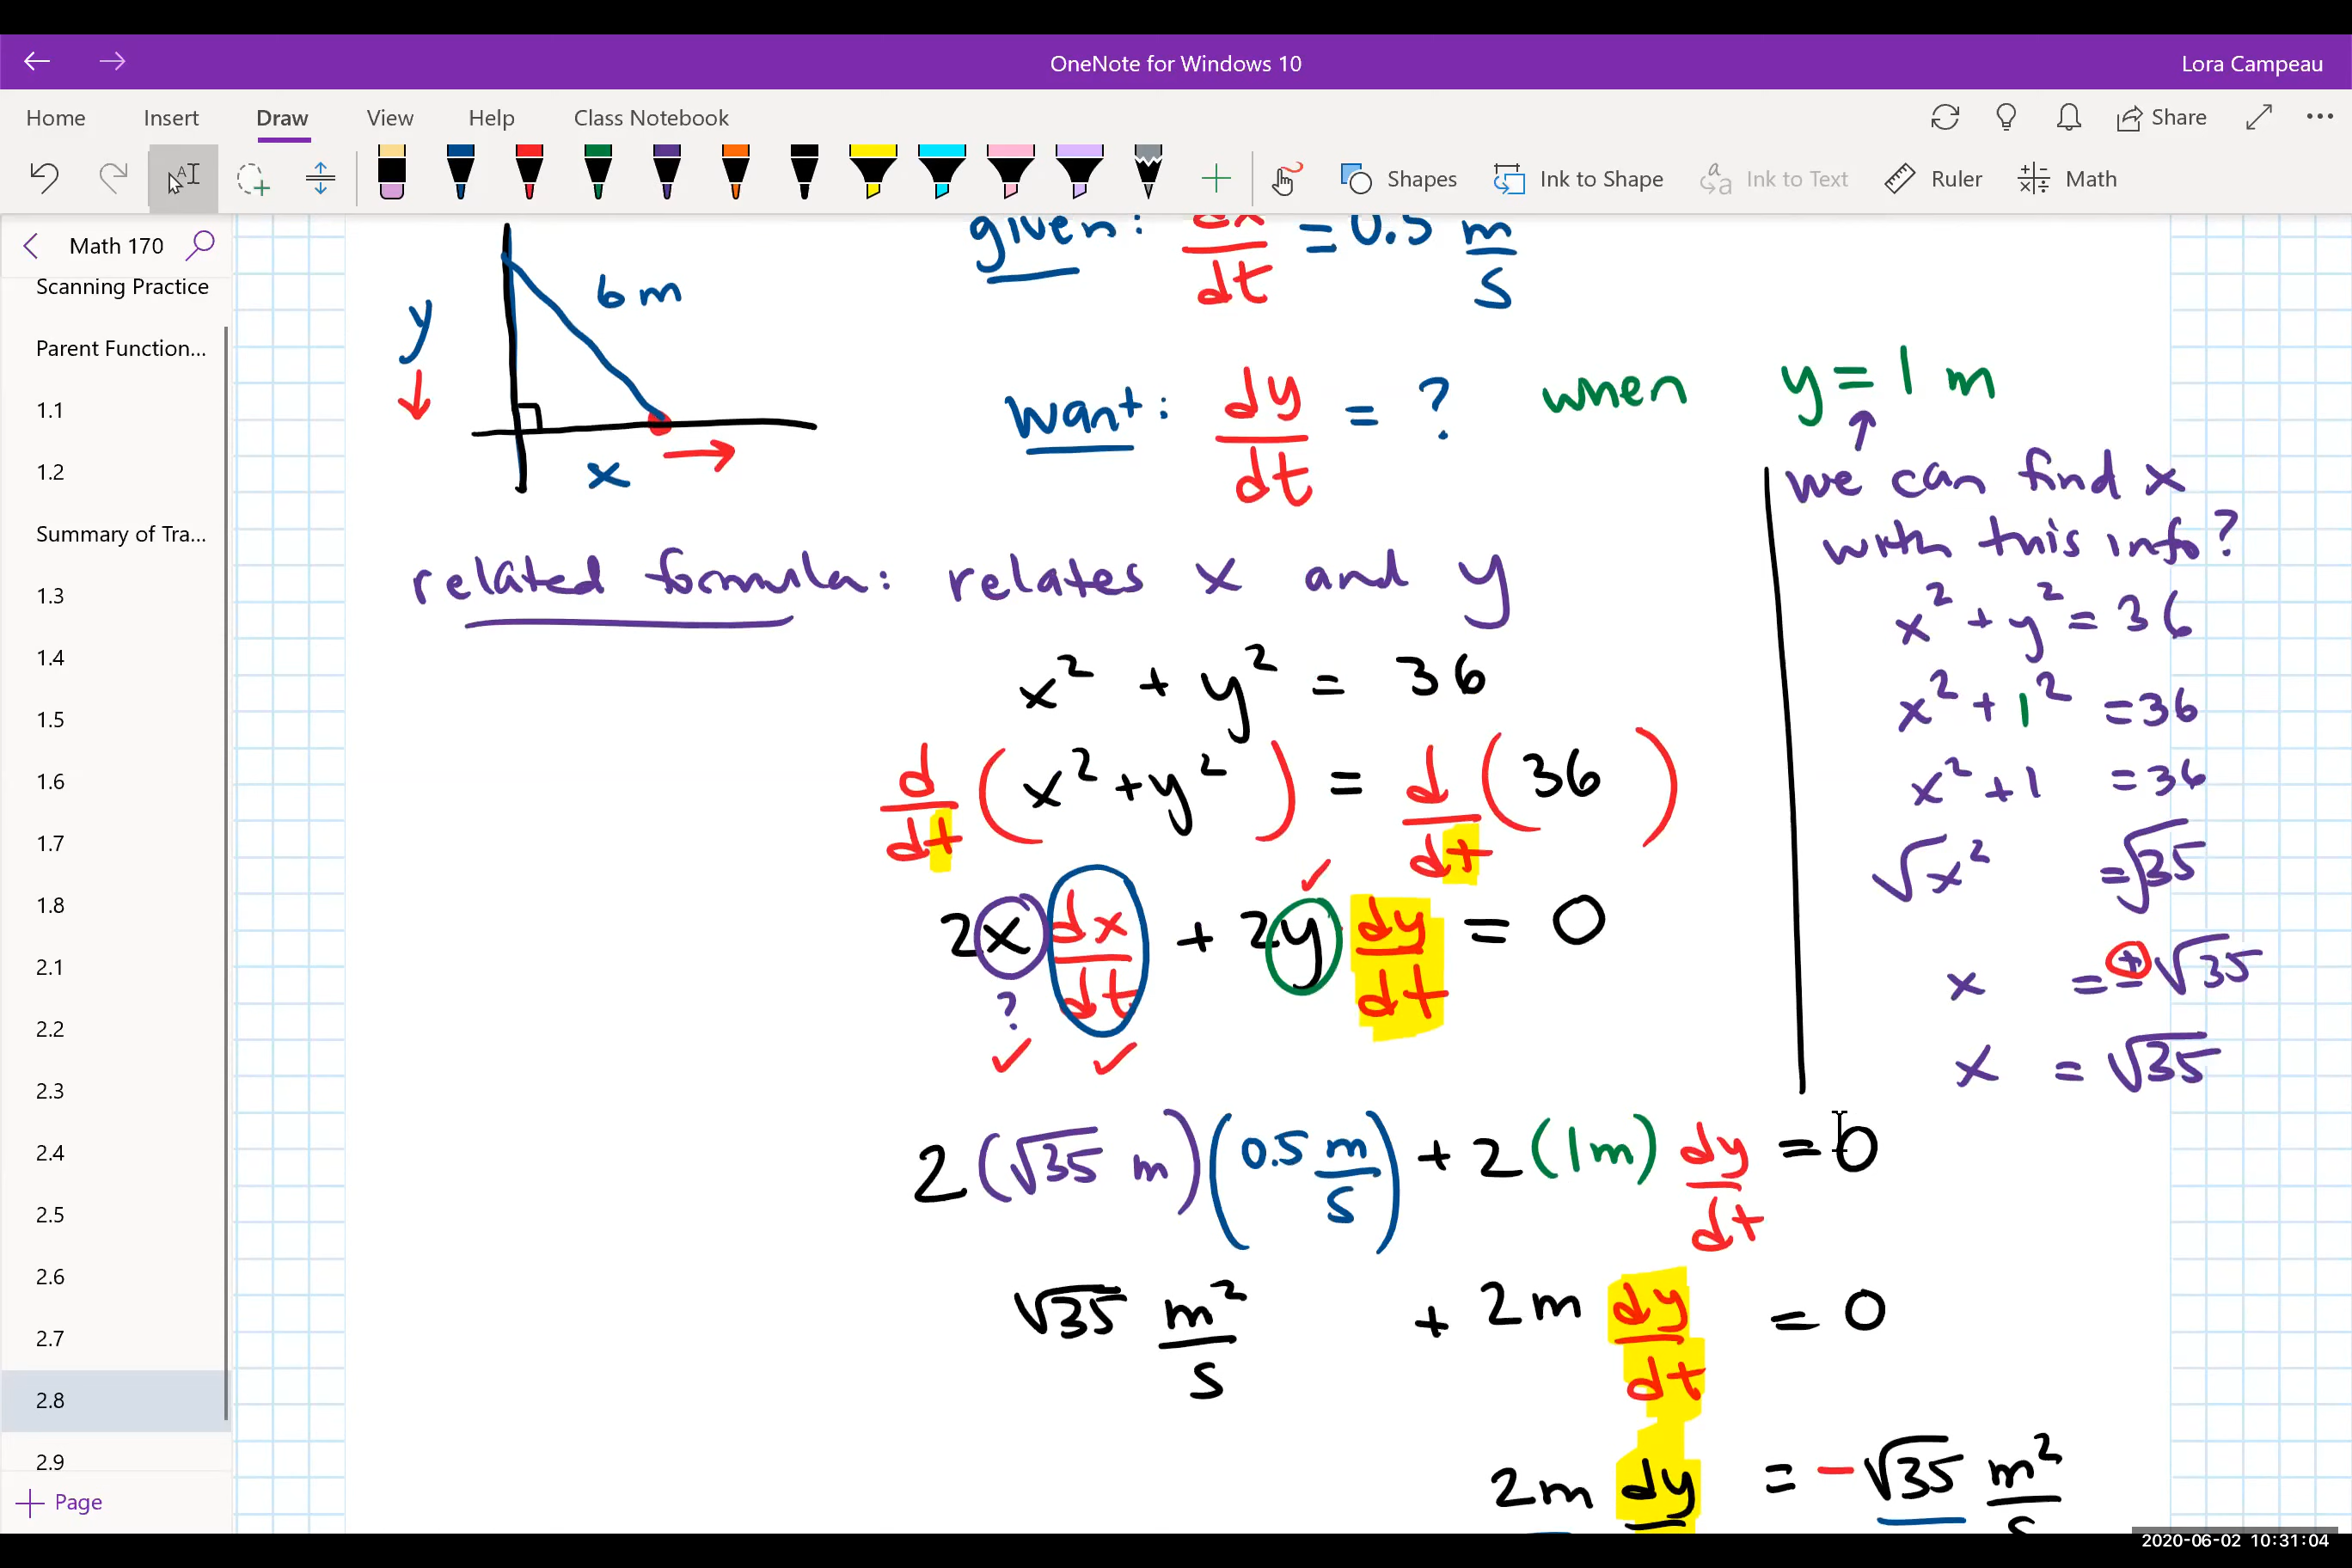 OneNote for Windows 10
Lora Campeau
Home Insert Draw View Help Class Notebook Share
Shapes Ink to Shape Ink to Text Ruler Math
Math 170
Scanning Practice
Parent Function...
1.1
1.2
Summary of Tra...
1.3
1.4
1.5
1.6
1.7
1.8
2.1
2.2
2.3
2.4
2.5
2.6
2.7
2.8
2.9
Page
given: dx/dt = 0.5 m/s
y
6 m
x
want: dy/dt = ? when y = 1 m
we can find x
with this info?
x² + y² = 36
x² + 1² = 36
x² + 1 = 36
√x² = √35
x = ±√35
x = √35
related formula: relates x and y
x² + y² = 36
d/dt (x² + y²) = d/dt (36)
2x dx/dt + 2y dy/dt = 0
?
2 (√35 m)(0.5 m/s) + 2 (1m) dy/dt = 0
√35 m²/s + 2m dy/dt = 0
2m dy = -√35 m²/s
2020-06-02 10:31:04